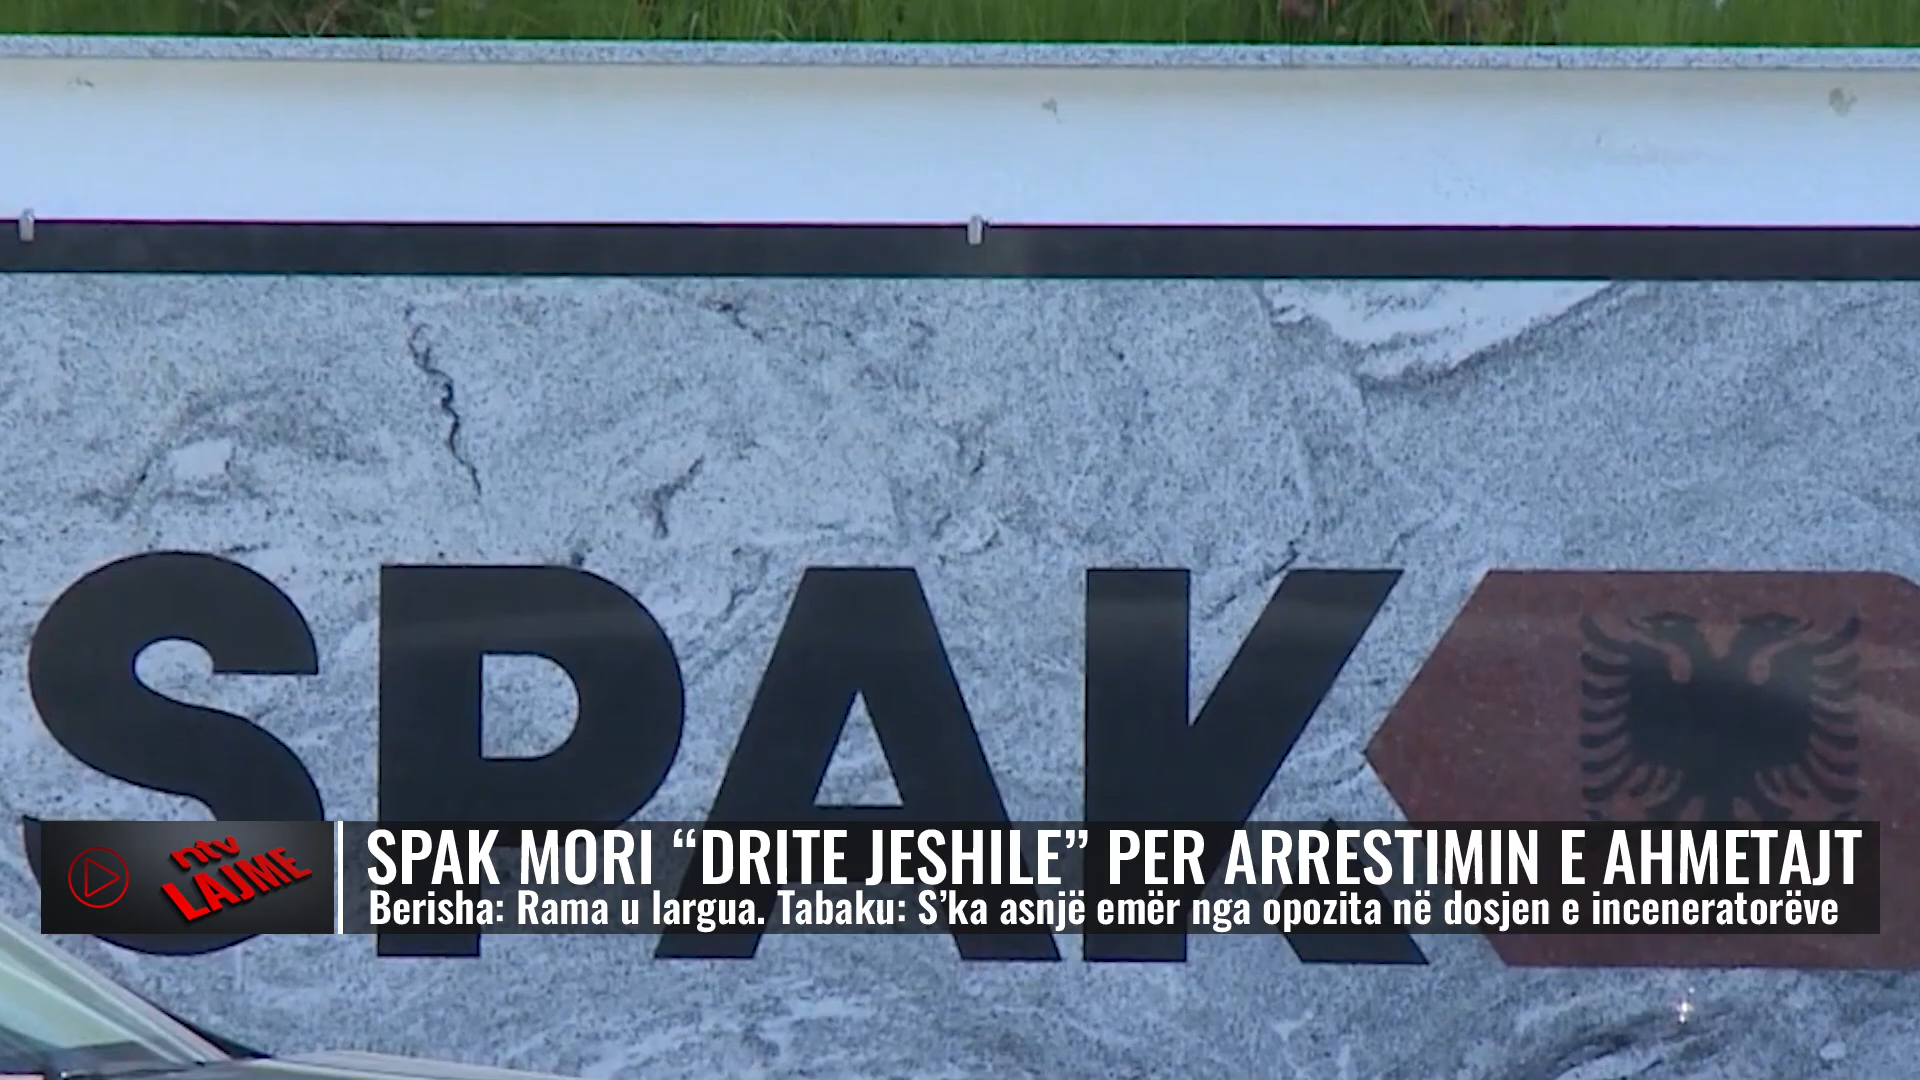 SPAK
ntv
LAJME
SPAK MORI “DRITE JESHILE” PER ARRESTIMIN E AHMETAJT
Berisha: Rama u largua. Tabaku: S’ka asnjë emër nga opozita në dosjen e inceneratorëve